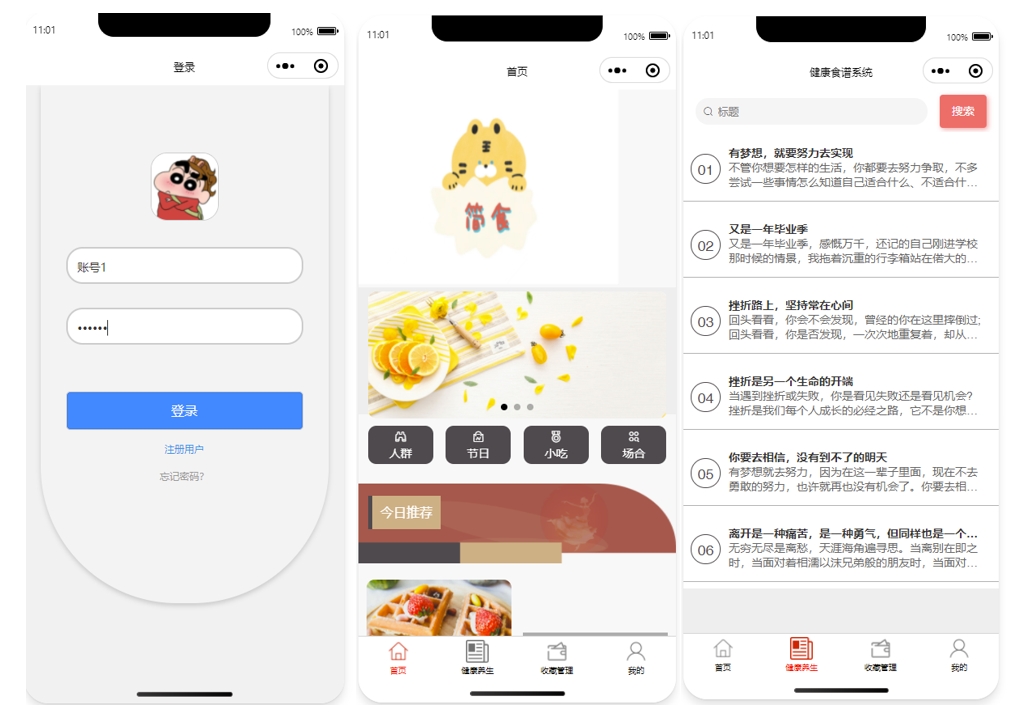 11:01
100%
登录
账号1
••••••
登录
注册用户
忘记密码?
11:01
100%
首页
简食
人群
节日
小吃
场合
今日推荐
首页
健康养生
收藏管理
我的
11:01
100%
健康食谱系统
标题
搜索
01
有梦想，就要努力去实现
不管你想要怎样的生活，你都要去努力争取，不多
尝试一些事情怎么知道自己适合什么、不适合什...
02
又是一年毕业季
又是一年毕业季，感慨万千，还记的自己刚进学校
那时候的情景，我拖着沉重的行李箱站在偌大的...
03
挫折路上，坚持常在心间
回头看看，你会不会发现，曾经的你在这里摔倒过;
回头看看，你是否发现，一次次地重复着，却从...
04
挫折是另一个生命的开端
当遇到挫折或失败，你是看见失败还是看见机会?
挫折是我们每个人成长的必经之路，它不是你想...
05
你要去相信，没有到不了的明天
有梦想就去努力，因为在这一辈子里面，现在不去
勇敢的努力，也许就再也没有机会了。你要去相...
06
离开是一种痛苦，是一种勇气，但同样也是一个...
无穷无尽是离愁，天涯海角遍寻思。当离别在即之
时，当面对着相濡以沫兄弟般的朋友时，当面对...
首页
健康养生
收藏管理
我的